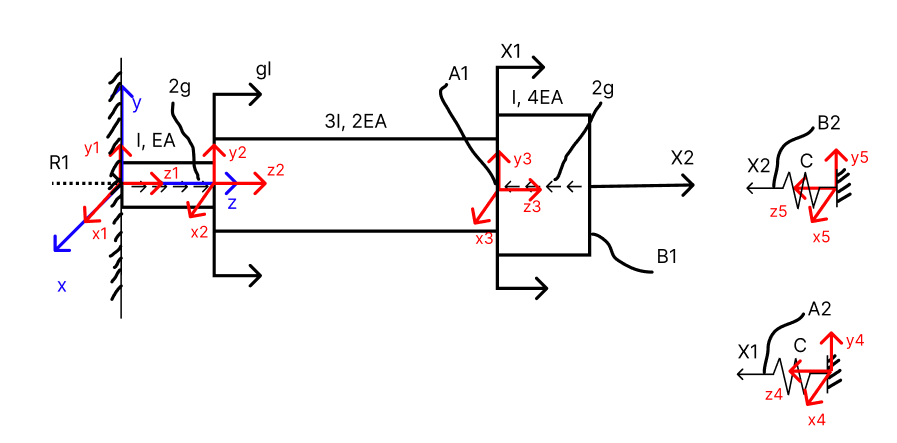 X1
gl
A1
2g
2g
l, 4EA
y
3l, 2EA
B2
y1
l, EA
y2
y3
y5
R1
z1
z2
X2
X2
C
z
z3
z5
x1
x2
x3
x5
B1
x
A2
X1
C
y4
z4
x4